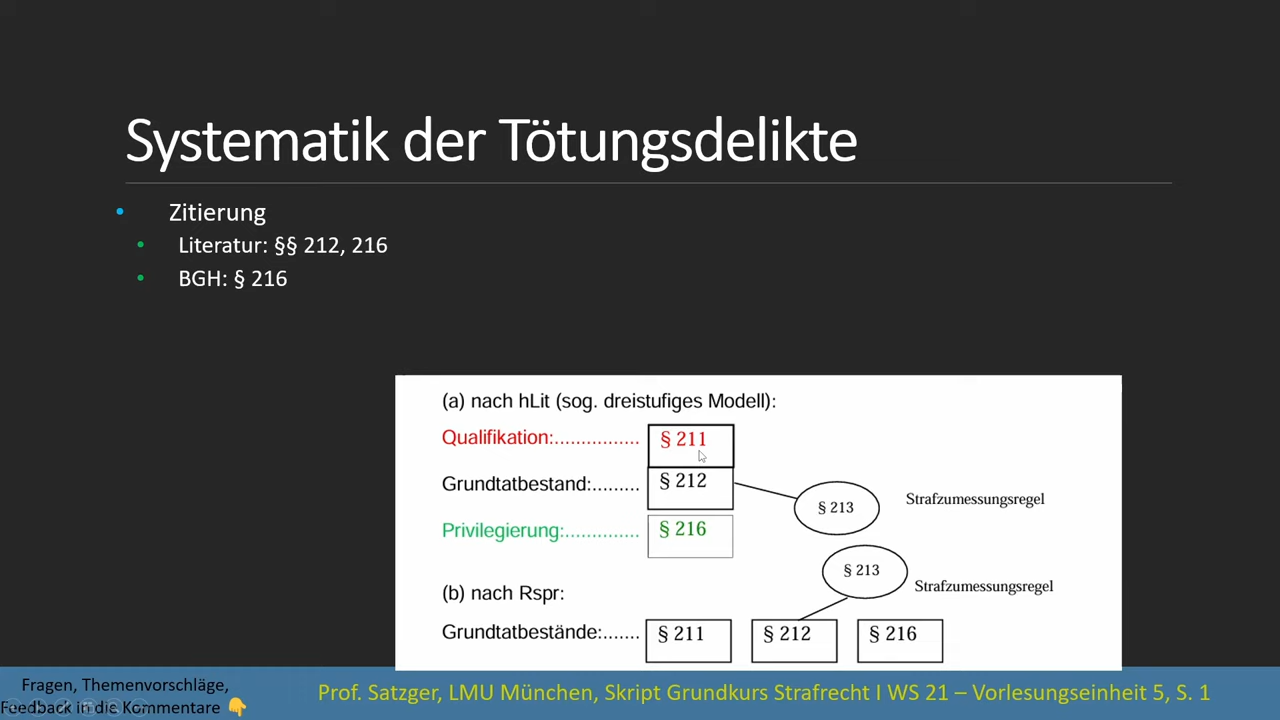 Systematik der Tötungsdelikte
• Zitierung
• Literatur: §§ 212, 216
• BGH: § 216
(a) nach hLit (sog. dreistufiges Modell):
Qualifikation:................ § 211
Grundtatbestand:......... § 212
§ 213 Strafzumessungsregel
Privilegierung:.............. § 216
§ 213 Strafzumessungsregel
(b) nach Rspr:
Grundtatbestände:....... § 211 § 212 § 216
Fragen, Themenvorschläge,
Feedback in die Kommentare 👇
Prof. Satzger, LMU München, Skript Grundkurs Strafrecht I WS 21 – Vorlesungseinheit 5, S. 1